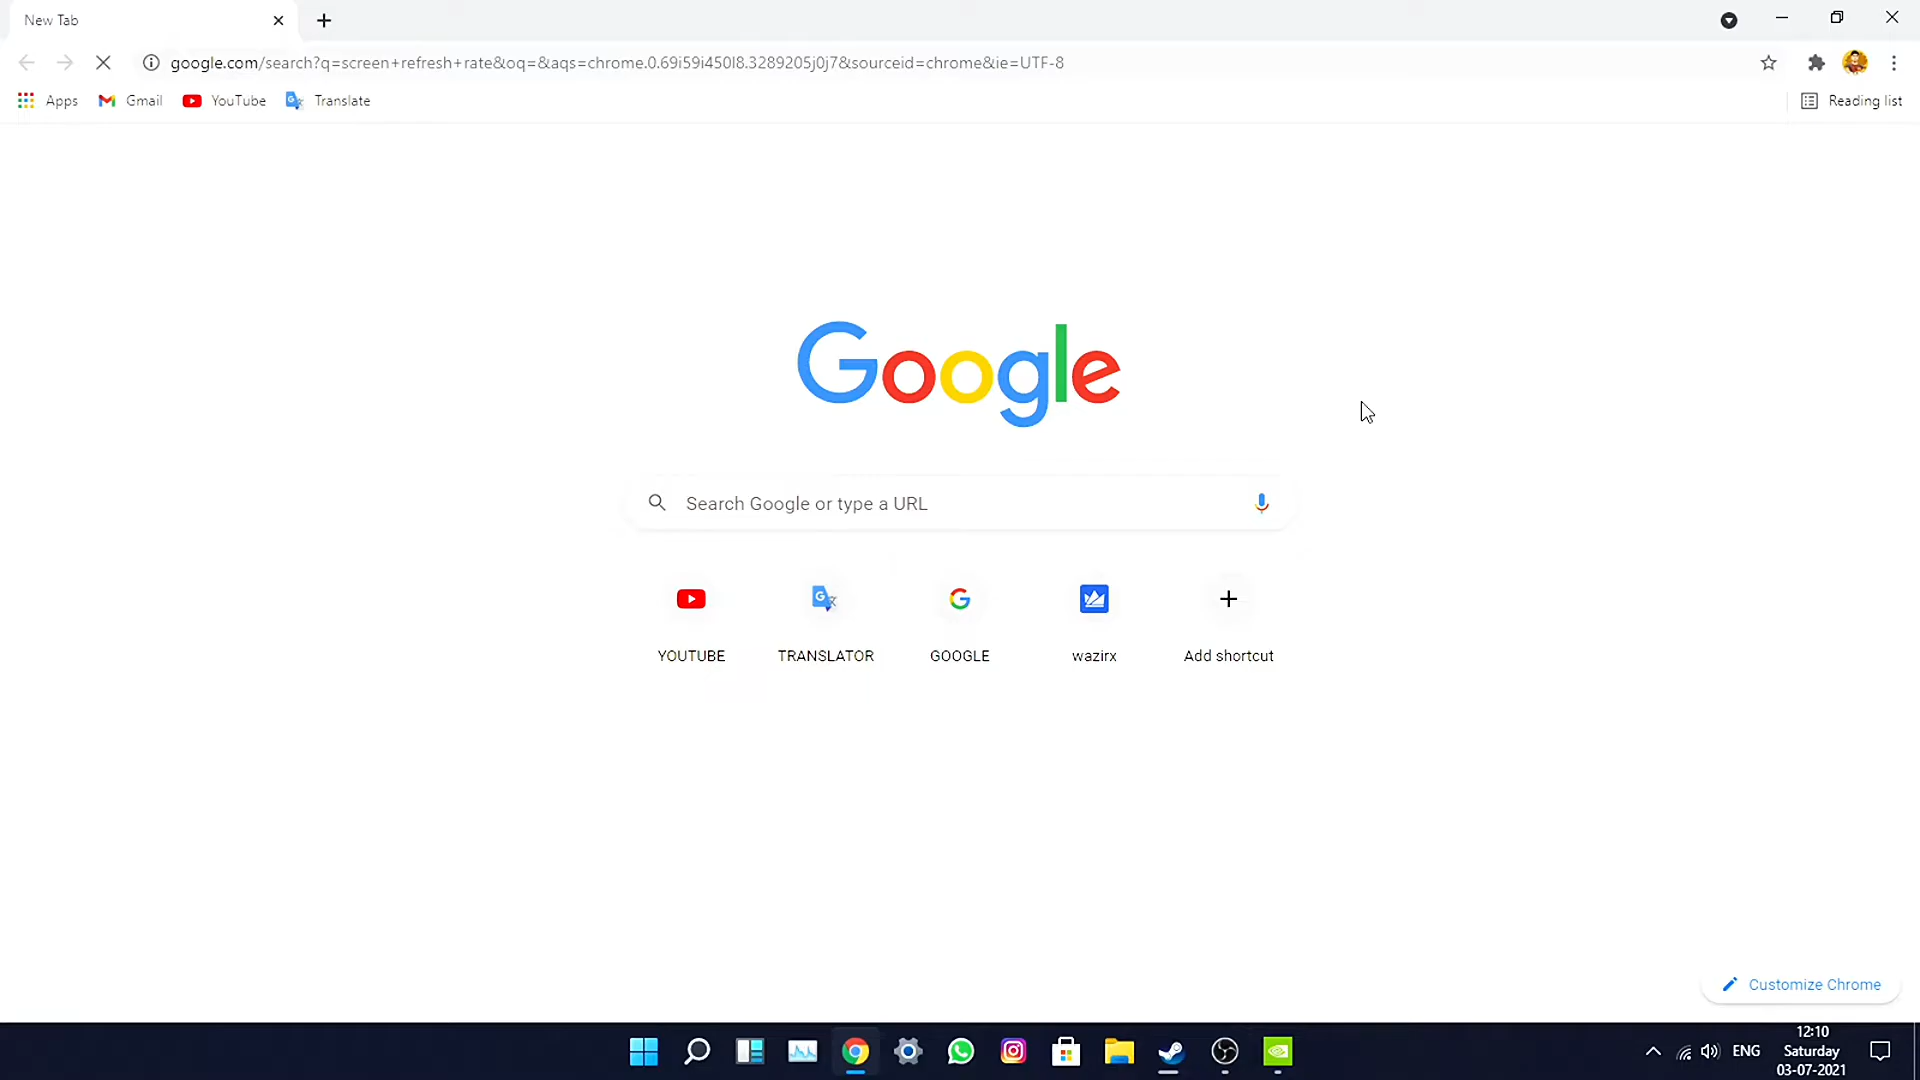 New Tab
google.com/search?q=screen+refresh+rate&oq=&aqs=chrome.0.69i59i450l8.3289205j0j7&sourceid=chrome&ie=UTF-8
Apps Gmail YouTube Translate Reading list
Google
Search Google or type a URL
YOUTUBE TRANSLATOR GOOGLE wazirx Add shortcut
Customize Chrome
12:10
ENG Saturday
03-07-2021